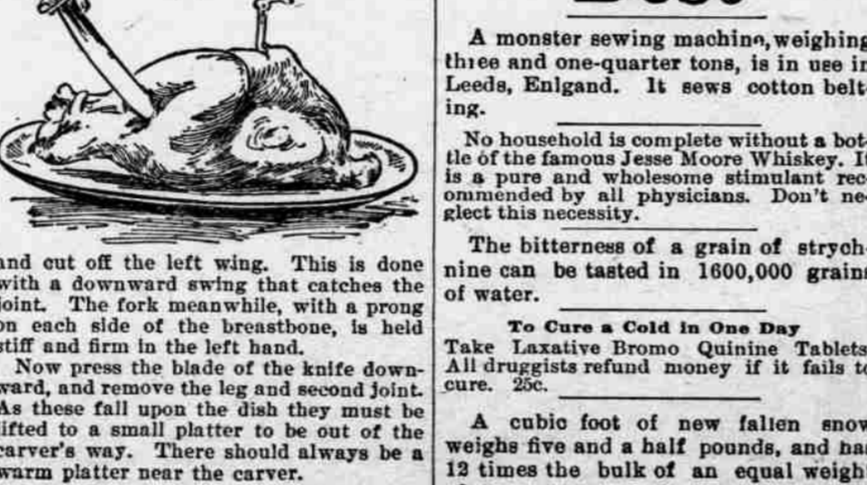 and cut off the left wing. This is done
with a downward swing that catches the
joint. The fork meanwhile, with a prong
on each side of the breastbone, is held
stiff and firm in the left hand.
Now press the blade of the knife down-
ward, and remove the leg and second joint.
As these fall upon the dish they must be
lifted to a small platter to be out of the
carver's way. There should always be a
warm platter near the carver.
A monster sewing machine, weighing
three and one-quarter tons, is in use in
Leeds, Enlgand. It sews cotton belt-
ing.
No household is complete without a bot-
tle of the famous Jesse Moore Whiskey. It
is a pure and wholesome stimulant rec-
ommended by all physicians. Don't ne-
glect this necessity.
The bitterness of a grain of strych-
nine can be tasted in 1600,000 grains
of water.
To Cure a Cold in One Day
Take Laxative Bromo Quinine Tablets.
All druggists refund money if it fails to
cure. 25c.
A cubic foot of new fallen snow
weighs five and a half pounds, and has
12 times the bulk of an equal weight